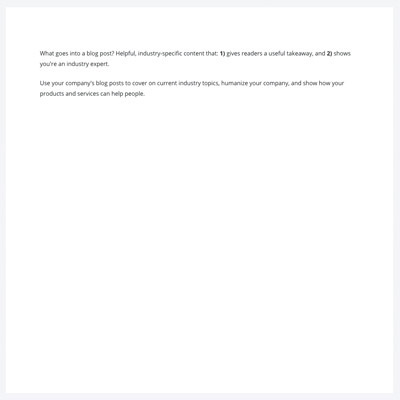 What goes into a blog post? Helpful, industry-specific content that: 1) gives readers a useful takeaway, and 2) shows
you're an industry expert.
Use your company's blog posts to cover on current industry topics, humanize your company, and show how your
products and services can help people.